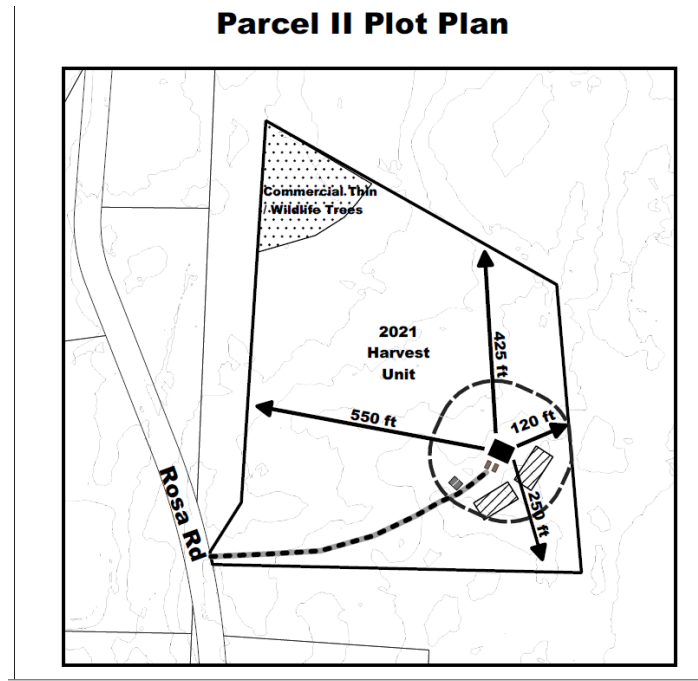 Parcel II Plot Plan
Commercial Thin
Wildlife Trees
2021
Harvest
Unit
425 ft
550 ft
120 ft
250 ft
Rosa Rd